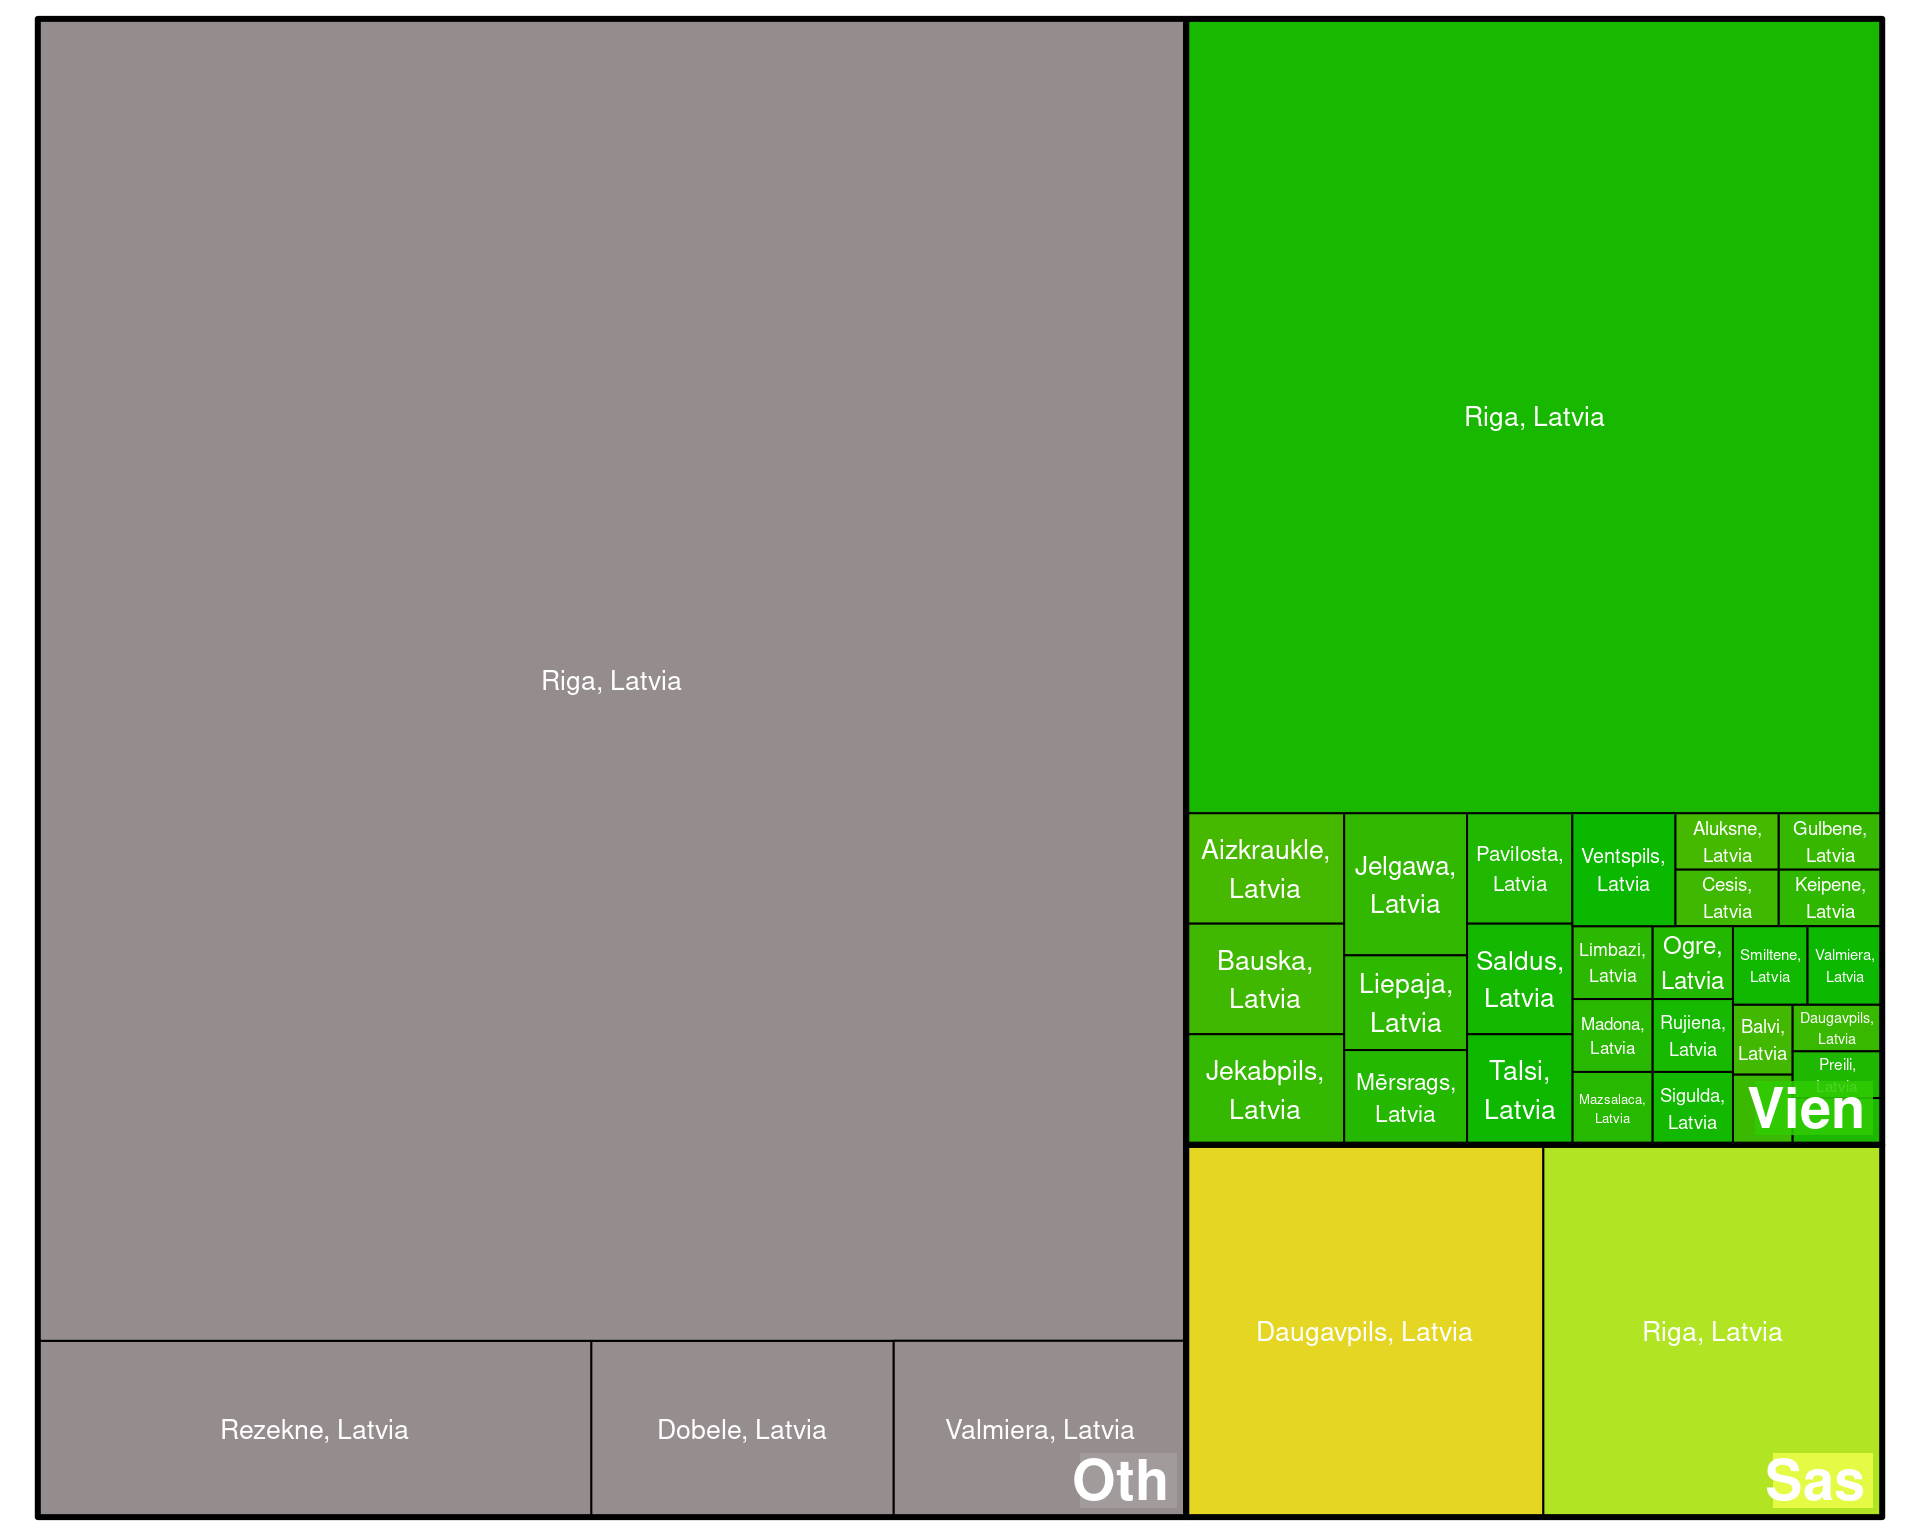 Riga, Latvia
Rezekne, Latvia
Dobele, Latvia
Valmiera, Latvia
Oth
Riga, Latvia
Aizkraukle,
Latvia
Bauska,
Latvia
Jekabpils,
Latvia
Jelgawa,
Latvia
Liepaja,
Latvia
Mērsrags,
Latvia
Pavilosta,
Latvia
Saldus,
Latvia
Talsi,
Latvia
Ventspils,
Latvia
Aluksne,
Latvia
Cesis,
Latvia
Gulbene,
Latvia
Keipene,
Latvia
Limbazi,
Latvia
Madona,
Latvia
Mazsalaca,
Latvia
Ogre,
Latvia
Rujiena,
Latvia
Sigulda,
Latvia
Smiltene,
Latvia
Valmiera,
Latvia
Balvi,
Latvia
Daugavpils,
Latvia
Preili,
Latvia
Vien
Daugavpils, Latvia
Riga, Latvia
Sas